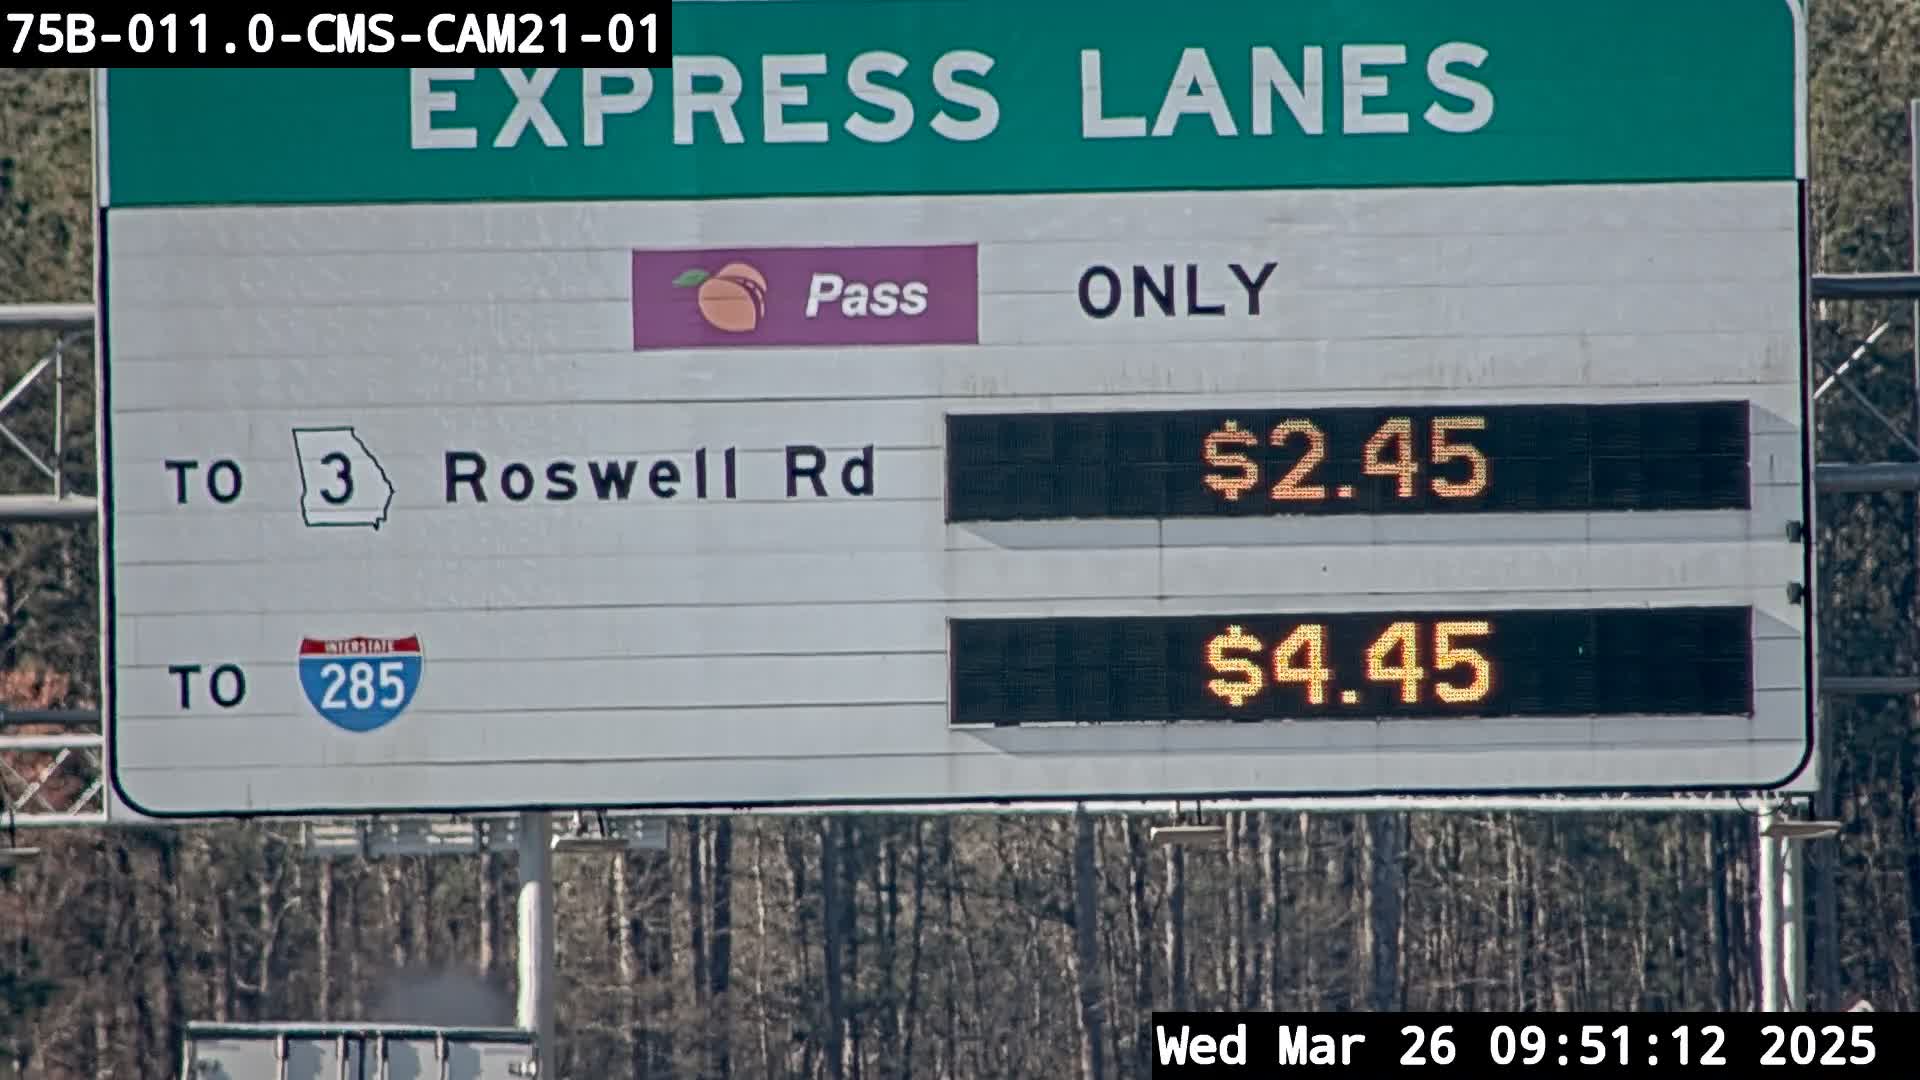 75B-011.0-CMS-CAM21-01
EXPRESS LANES
Pass ONLY
TO 3 Roswell Rd $2.45
TO INTERSTATE 285 $4.45
Wed Mar 26 09:51:12 2025